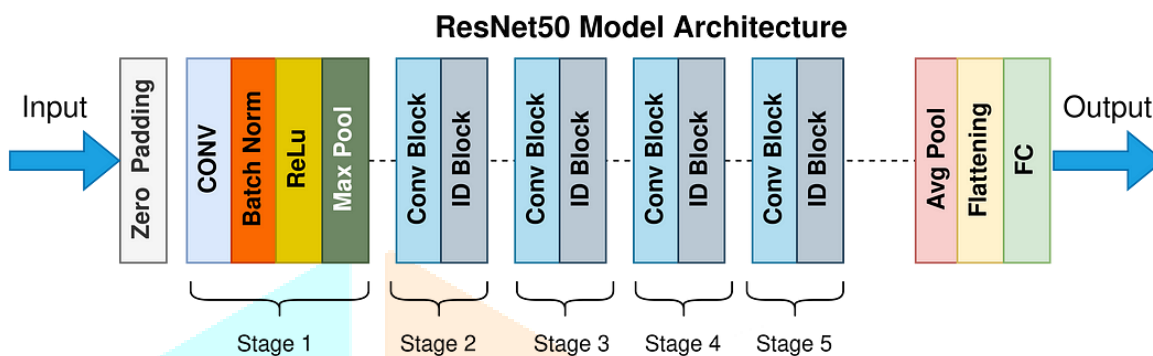 ResNet50 Model Architecture
Input
Zero Padding
CONV
Batch Norm
ReLu
Max Pool
Conv Block
ID Block
Conv Block
ID Block
Conv Block
ID Block
Conv Block
ID Block
Avg Pool
Flattening
FC
Output
Stage 1
Stage 2
Stage 3
Stage 4
Stage 5